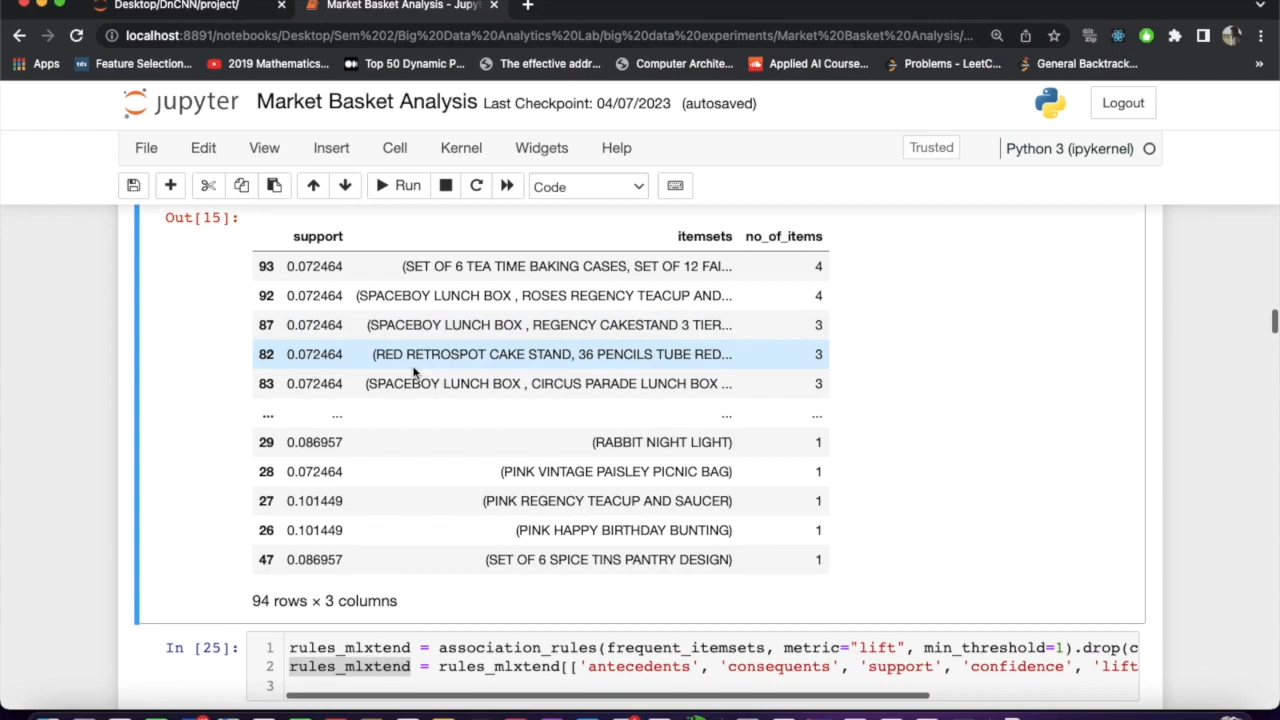 Desktop/DnCNN/project/ Market Basket Analysis - Jupyt
localhost:8891/notebooks/Desktop/Sem%202/Big%20Data%20Analytics%20Lab/big%20data%20experiments/Market%20Basket%20Analysis/...
Apps Feature Selection... 2019 Mathematics... Top 50 Dynamic P... The effective addr... Computer Archite... Applied AI Course... Problems - LeetC... General Backtrack... »
jupyter Market Basket Analysis Last Checkpoint: 04/07/2023 (autosaved) Logout
File Edit View Insert Cell Kernel Widgets Help Trusted Python 3 (ipykernel)
Run Code
Out[15]:
support itemsets no_of_items
93 0.072464 (SET OF 6 TEA TIME BAKING CASES, SET OF 12 FAI... 4
92 0.072464 (SPACEBOY LUNCH BOX , ROSES REGENCY TEACUP AND... 4
87 0.072464 (SPACEBOY LUNCH BOX , REGENCY CAKESTAND 3 TIER... 3
82 0.072464 (RED RETROSPOT CAKE STAND, 36 PENCILS TUBE RED... 3
83 0.072464 (SPACEBOY LUNCH BOX , CIRCUS PARADE LUNCH BOX ... 3
... ... ... ...
29 0.086957 (RABBIT NIGHT LIGHT) 1
28 0.072464 (PINK VINTAGE PAISLEY PICNIC BAG) 1
27 0.101449 (PINK REGENCY TEACUP AND SAUCER) 1
26 0.101449 (PINK HAPPY BIRTHDAY BUNTING) 1
47 0.086957 (SET OF 6 SPICE TINS PANTRY DESIGN) 1
94 rows × 3 columns
In [25]: 1 rules_mlxtend = association_rules(frequent_itemsets, metric="lift", min_threshold=1).drop(c
2 rules_mlxtend = rules_mlxtend[['antecedents', 'consequents', 'support', 'confidence', 'lift
3